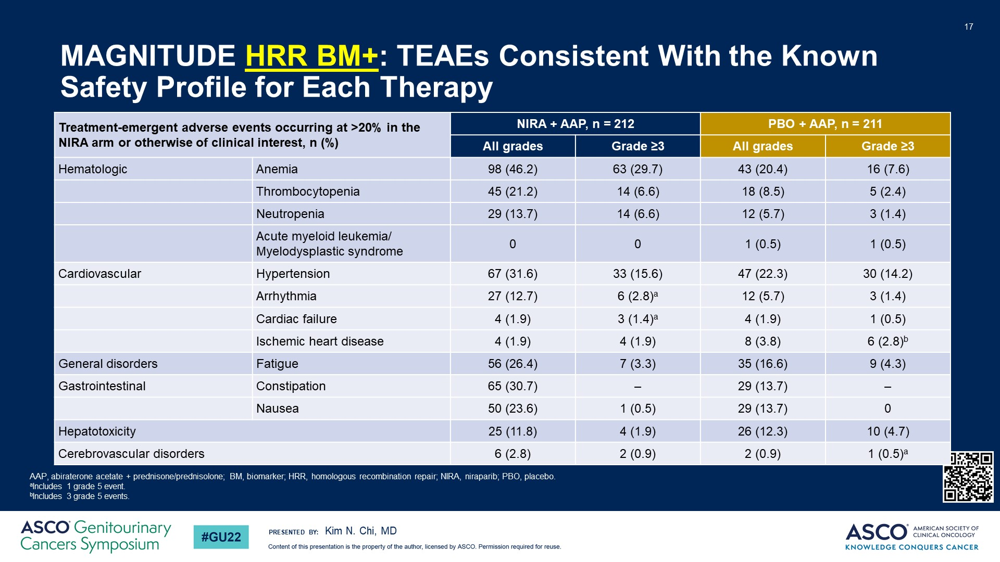 17
MAGNITUDE HRR BM+: TEAEs Consistent With the Known
Safety Profile for Each Therapy
Treatment-emergent adverse events occurring at >20% in the
NIRA arm or otherwise of clinical interest, n (%)
NIRA + AAP, n = 212 PBO + AAP, n = 211
All grades Grade ≥3 All grades Grade ≥3
Hematologic Anemia 98 (46.2) 63 (29.7) 43 (20.4) 16 (7.6)
Thrombocytopenia 45 (21.2) 14 (6.6) 18 (8.5) 5 (2.4)
Neutropenia 29 (13.7) 14 (6.6) 12 (5.7) 3 (1.4)
Acute myeloid leukemia/
Myelodysplastic syndrome 0 0 1 (0.5) 1 (0.5)
Cardiovascular Hypertension 67 (31.6) 33 (15.6) 47 (22.3) 30 (14.2)
Arrhythmia 27 (12.7) 6 (2.8)ᵃ 12 (5.7) 3 (1.4)
Cardiac failure 4 (1.9) 3 (1.4)ᵃ 4 (1.9) 1 (0.5)
Ischemic heart disease 4 (1.9) 4 (1.9) 8 (3.8) 6 (2.8)ᵇ
General disorders Fatigue 56 (26.4) 7 (3.3) 35 (16.6) 9 (4.3)
Gastrointestinal Constipation 65 (30.7) – 29 (13.7) –
Nausea 50 (23.6) 1 (0.5) 29 (13.7) 0
Hepatotoxicity 25 (11.8) 4 (1.9) 26 (12.3) 10 (4.7)
Cerebrovascular disorders 6 (2.8) 2 (0.9) 2 (0.9) 1 (0.5)ᵃ
AAP, abiraterone acetate + prednisone/prednisolone; BM, biomarker; HRR, homologous recombination repair; NIRA, niraparib; PBO, placebo.
ᵃIncludes 1 grade 5 event.
ᵇIncludes 3 grade 5 events.
ASCO Genitourinary
Cancers Symposium
#GU22
PRESENTED BY: Kim N. Chi, MD
Content of this presentation is the property of the author, licensed by ASCO. Permission required for reuse.
ASCO AMERICAN SOCIETY OF
CLINICAL ONCOLOGY
KNOWLEDGE CONQUERS CANCER